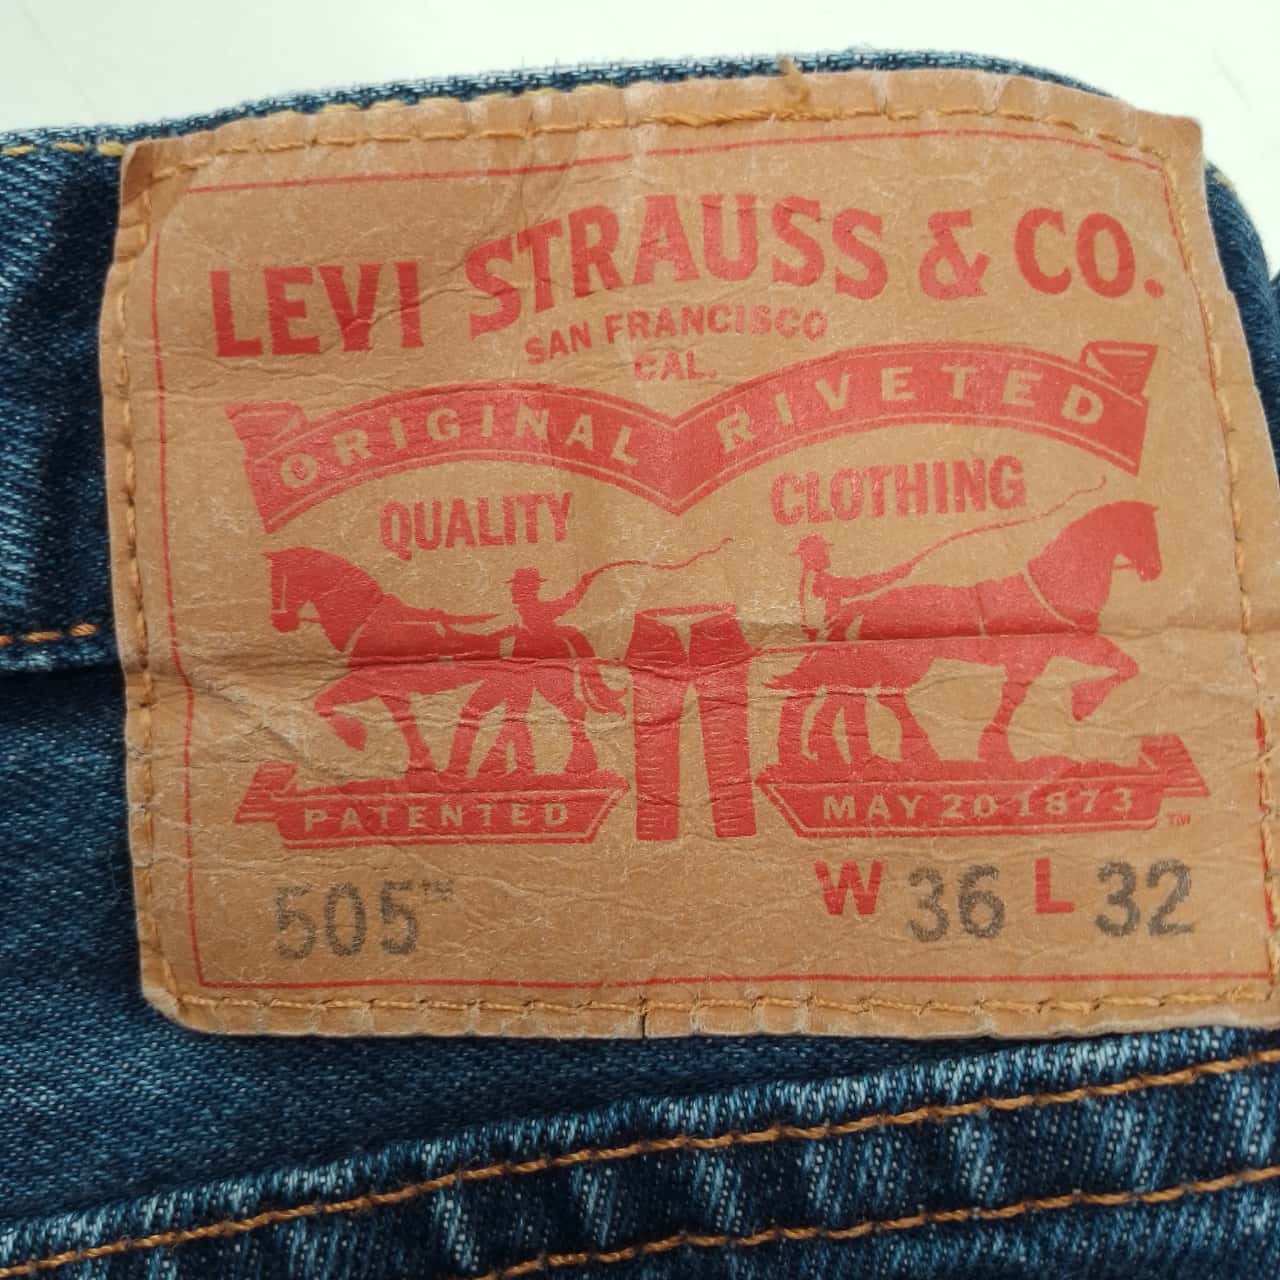 LEVI STRAUSS & CO.
SAN FRANCISCO
CAL.
ORIGINAL RIVETED
QUALITY CLOTHING
PATENTED MAY 20 1873 ™
505™ W 36 L 32